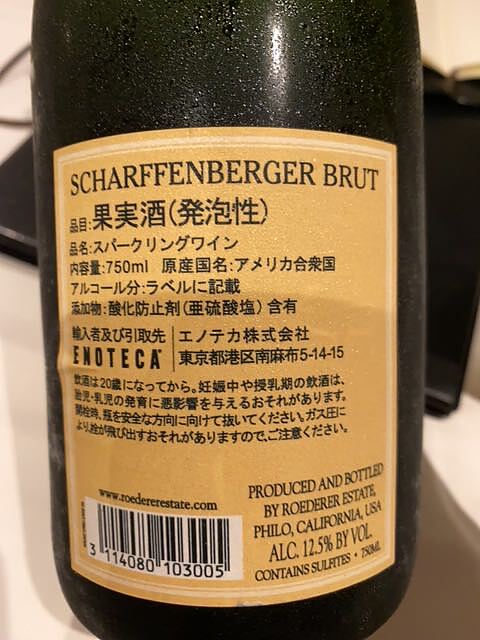 SCHARFFENBERGER BRUT
品目:果実酒(発泡性)
品名:スパークリングワイン
内容量:750ml 原産国名:アメリカ合衆国
アルコール分:ラベルに記載
添加物:酸化防止剤(亜硫酸塩)含有
輸入者及び引取先
ENOTECA
エノテカ株式会社
東京都港区南麻布5-14-15
飲酒は20歳になってから。妊娠中や授乳期の飲酒は、
胎児・乳児の発育に悪影響を与えるおそれがあります。
開栓時、瓶を安全な方向に向けて抜いてください。ガス圧に
より、栓が飛び出すおそれがありますので、ご注意ください。
www.roedererestate.com
3 114080 103005
PRODUCED AND BOTTLED
BY ROEDERER ESTATE,
PHILO, CALIFORNIA, USA
ALC. 12.5% BY VOL.
CONTAINS SULFITES • 750ML